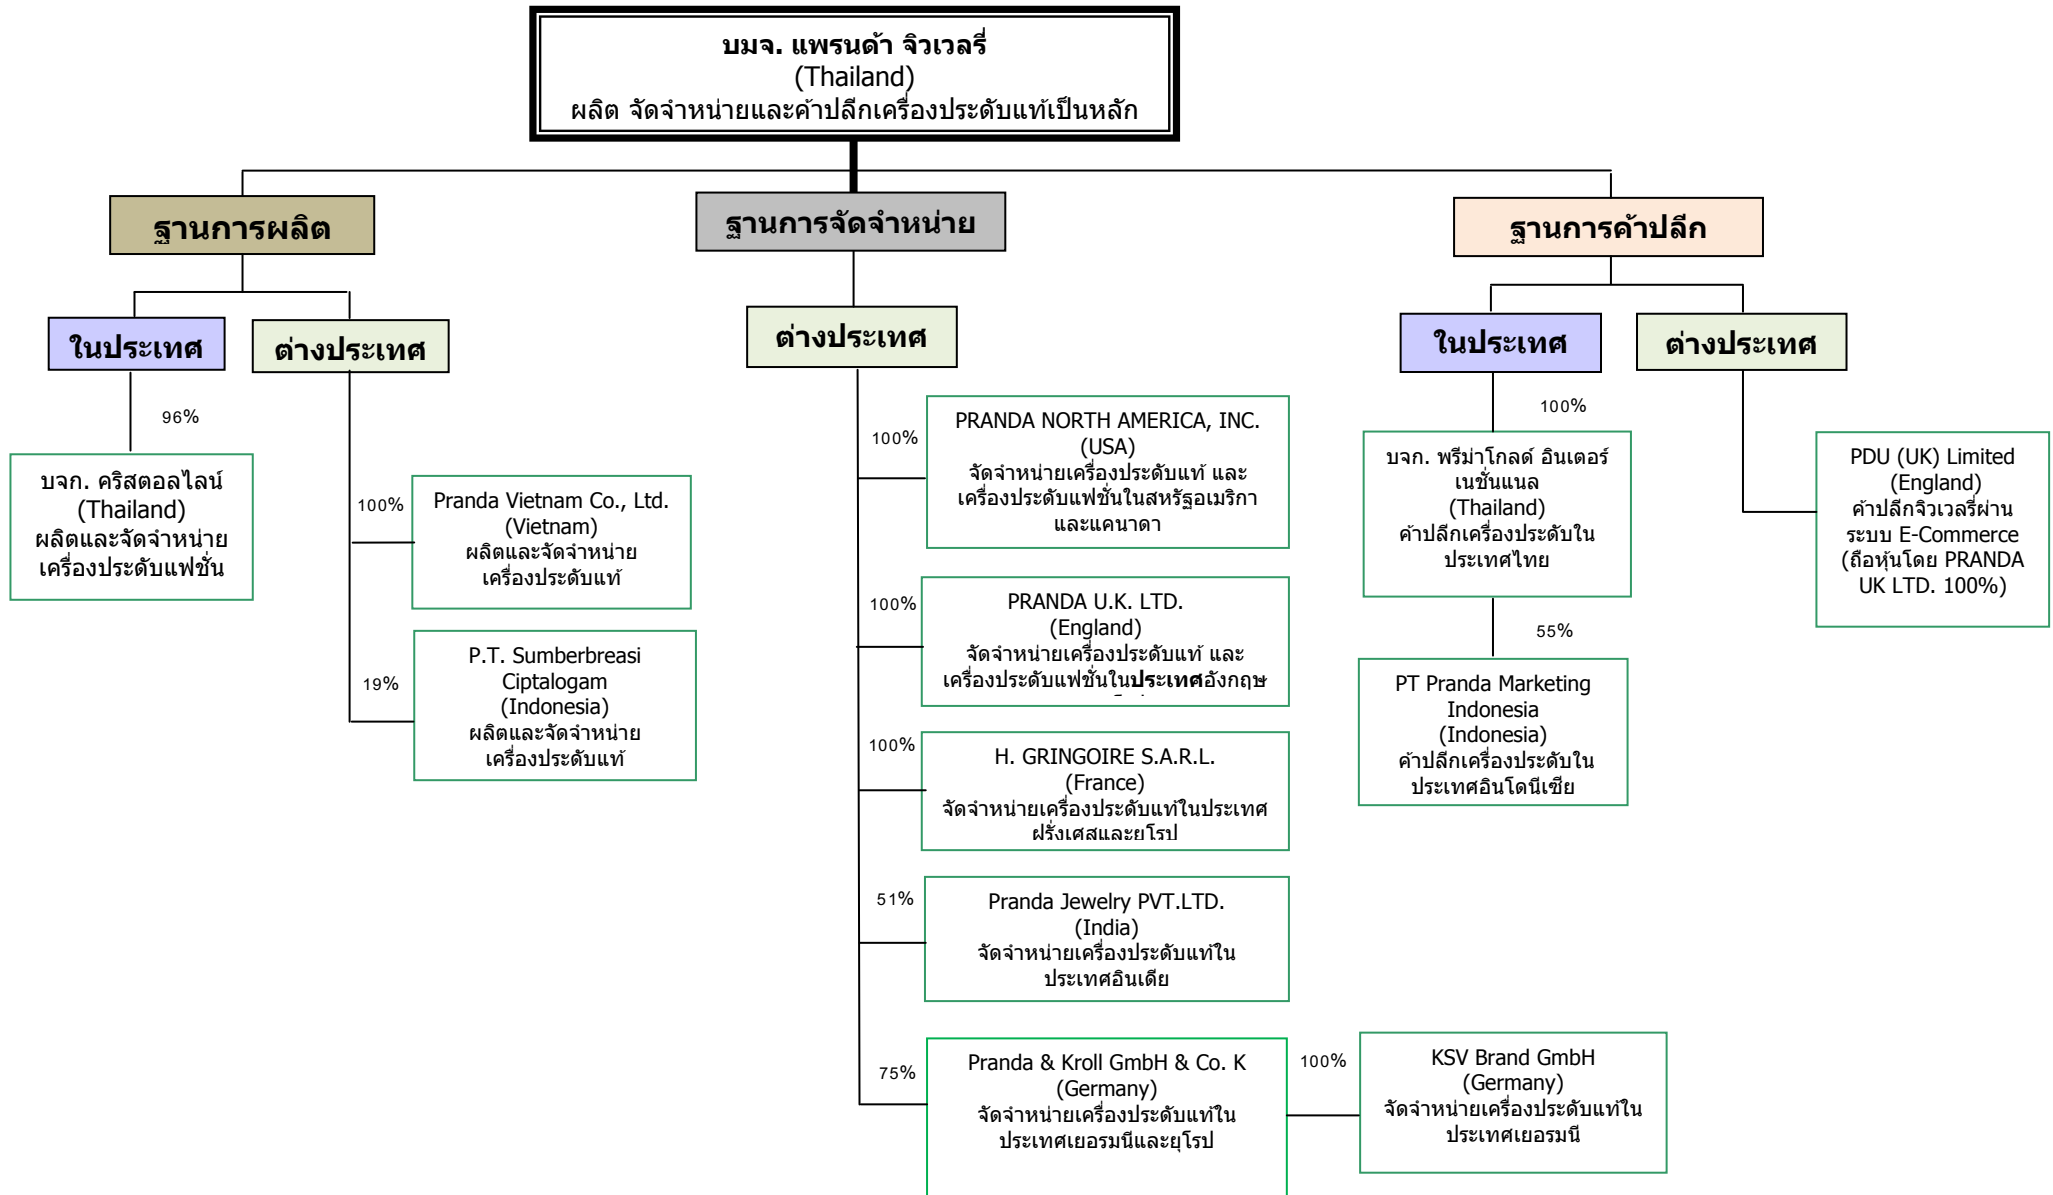 บมจ. แพรนด้า จิวเวลรี่
(Thailand)
ผลิต จัดจำหน่ายและค้าปลีกเครื่องประดับแท้เป็นหลัก
ฐานการผลิต
ฐานการจัดจำหน่าย
ฐานการค้าปลีก
ในประเทศ
ต่างประเทศ
ต่างประเทศ
ในประเทศ
ต่างประเทศ
96%
บจก. คริสตอลไลน์
(Thailand)
ผลิตและจัดจำหน่าย
เครื่องประดับแฟชั่น
100%
Pranda Vietnam Co., Ltd.
(Vietnam)
ผลิตและจัดจำหน่าย
เครื่องประดับแท้
19%
P.T. Sumberbreasi
Ciptalogam
(Indonesia)
ผลิตและจัดจำหน่าย
เครื่องประดับแท้
100%
PRANDA NORTH AMERICA, INC.
(USA)
จัดจำหน่ายเครื่องประดับแท้ และ
เครื่องประดับแฟชั่นในสหรัฐอเมริกา
และแคนาดา
100%
PRANDA U.K. LTD.
(England)
จัดจำหน่ายเครื่องประดับแท้ และ
เครื่องประดับแฟชั่นในประเทศอังกฤษ
100%
H. GRINGOIRE S.A.R.L.
(France)
จัดจำหน่ายเครื่องประดับแท้ในประเทศ
ฝรั่งเศสและยุโรป
51%
Pranda Jewelry PVT.LTD.
(India)
จัดจำหน่ายเครื่องประดับแท้ใน
ประเทศอินเดีย
75%
Pranda & Kroll GmbH & Co. K
(Germany)
จัดจำหน่ายเครื่องประดับแท้ใน
ประเทศเยอรมนีและยุโรป
100%
KSV Brand GmbH
(Germany)
จัดจำหน่ายเครื่องประดับแท้ใน
ประเทศเยอรมนี
100%
บจก. พรีม่าโกลด์ อินเตอร์
เนชั่นแนล
(Thailand)
ค้าปลีกเครื่องประดับใน
ประเทศไทย
55%
PT Pranda Marketing
Indonesia
(Indonesia)
ค้าปลีกเครื่องประดับใน
ประเทศอินโดนีเซีย
PDU (UK) Limited
(England)
ค้าปลีกจิวเวลรี่ผ่าน
ระบบ E-Commerce
(ถือหุ้นโดย PRANDA
UK LTD. 100%)